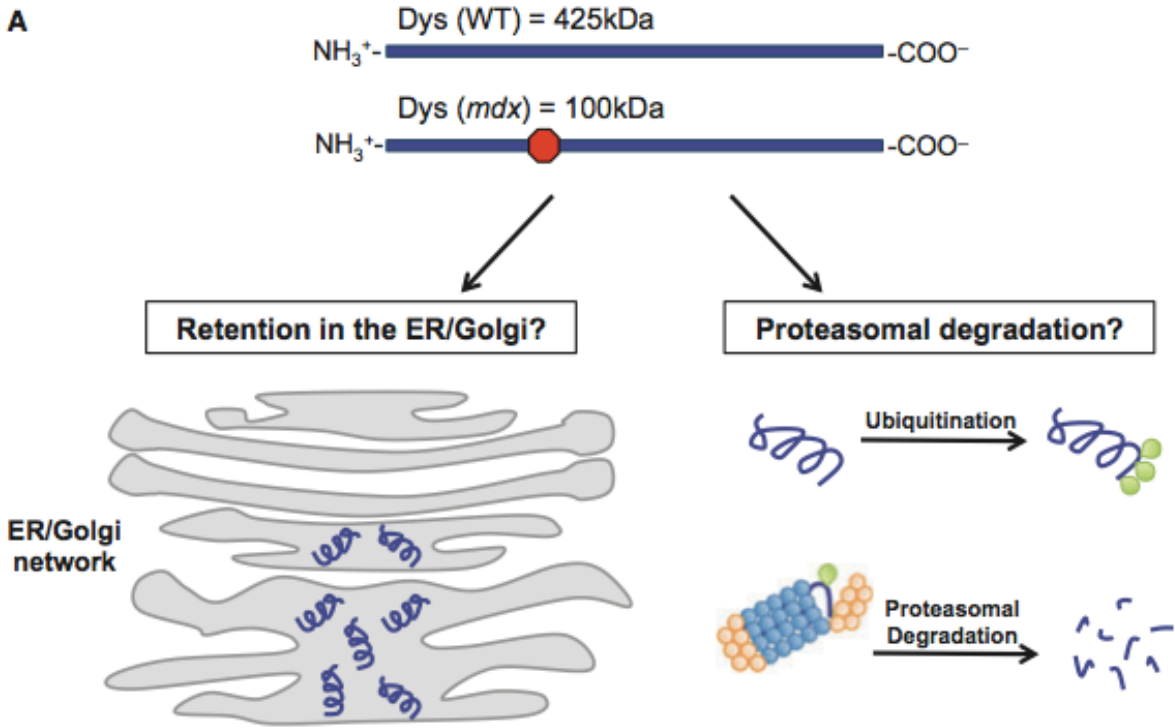 A
Dys (WT) = 425kDa
NH₃⁺- -COO⁻
Dys (mdx) = 100kDa
NH₃⁺- -COO⁻
Retention in the ER/Golgi?
Proteasomal degradation?
Ubiquitination
ER/Golgi
network
Proteasomal
Degradation